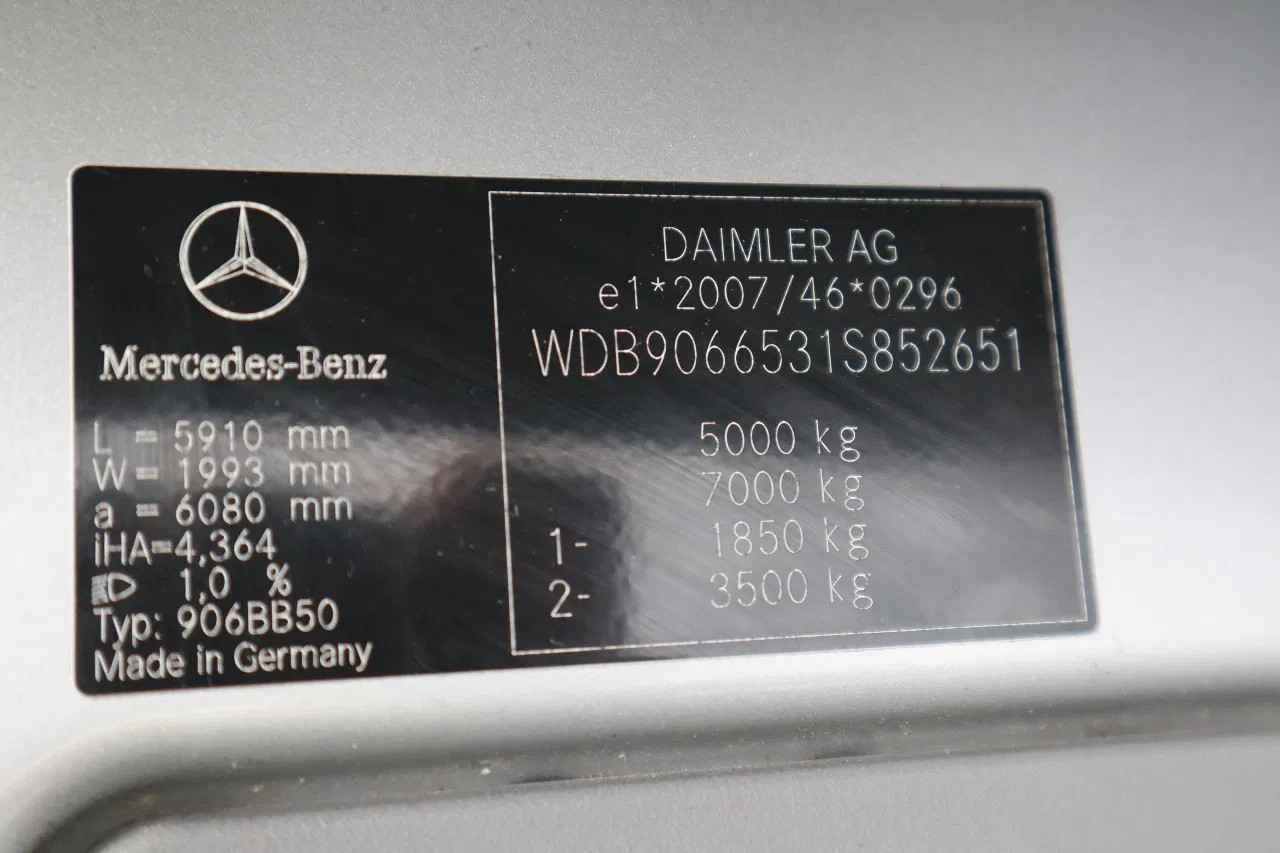 Mercedes-Benz
L = 5910 mm
W = 1993 mm
a = 6080 mm
iHA=4,364
1,0 %
Typ: 906BB50
Made in Germany
DAIMLER AG
e1*2007/46*0296
WDB9066531S852651
5000 kg
7000 kg
1- 1850 kg
2- 3500 kg